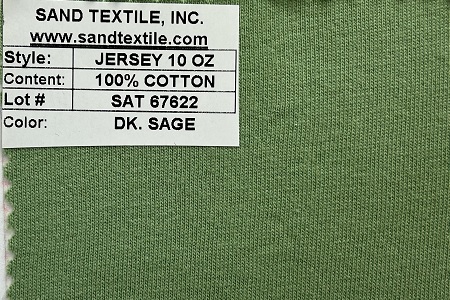 SAND TEXTILE, INC.
www.sandtextile.com
Style: JERSEY 10 OZ
Content: 100% COTTON
Lot # SAT 67622
Color: DK. SAGE